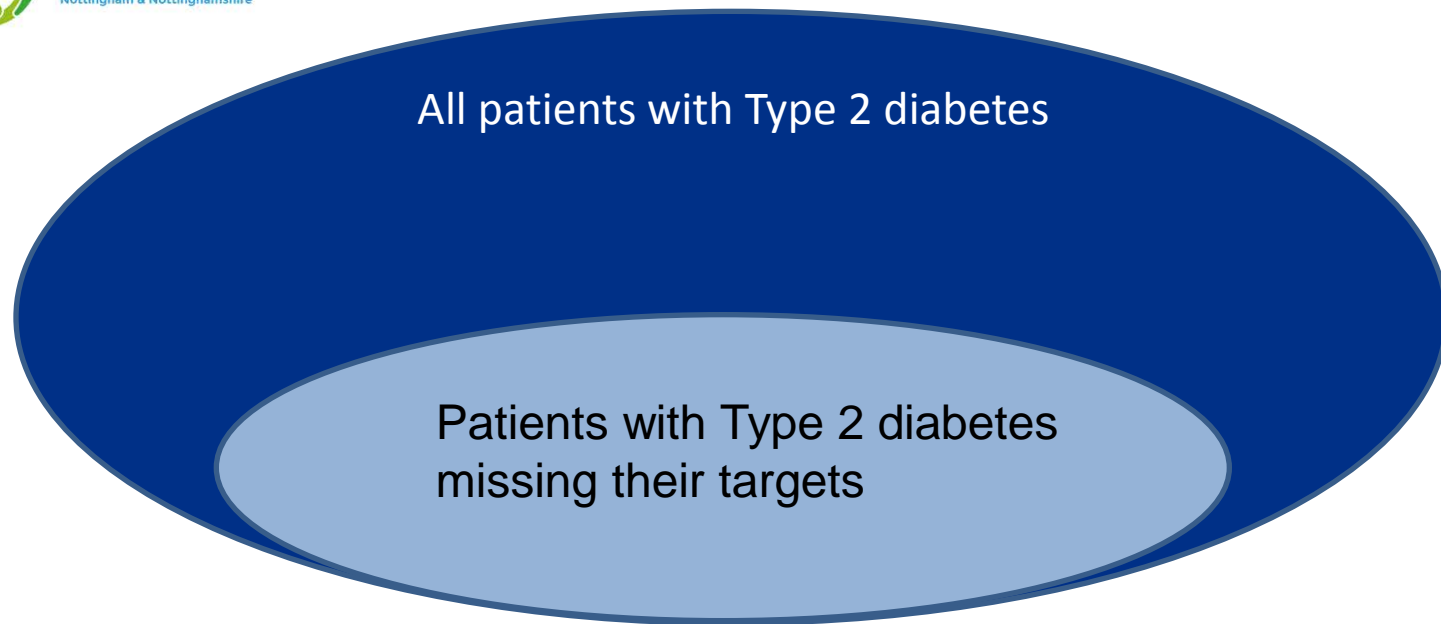 Nottingham & Nottinghamshire
All patients with Type 2 diabetes
Patients with Type 2 diabetes
missing their targets